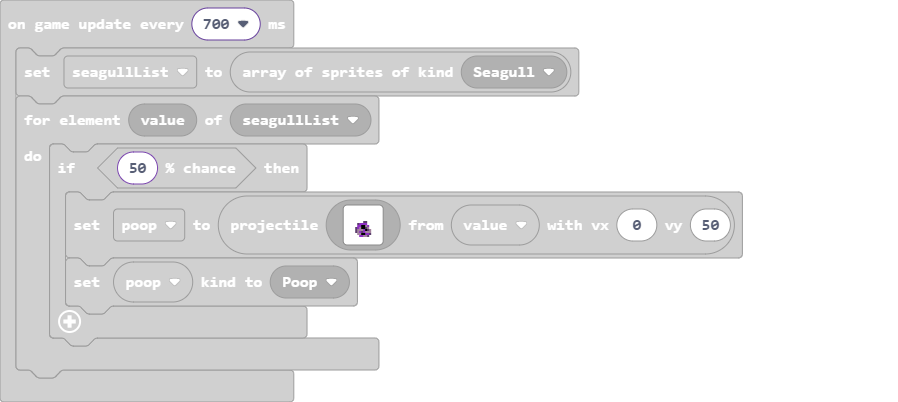 on game update every 700 ms
set seagullList to array of sprites of kind Seagull
for element value of seagullList
do
if 50 % chance then
set poop to projectile from value with vx 0 vy 50
set poop kind to Poop